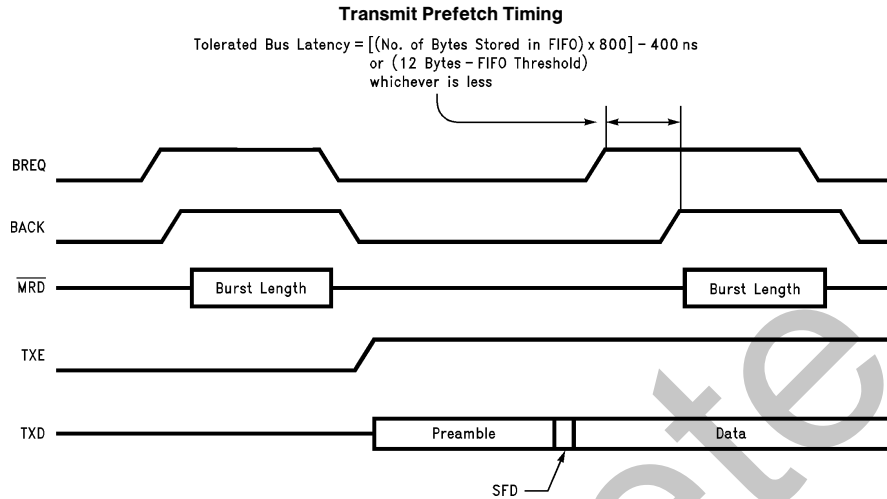 Transmit Prefetch Timing
Tolerated Bus Latency = [(No. of Bytes Stored in FIFO) x 800] - 400 ns
or (12 Bytes - FIFO Threshold)
whichever is less
BREQ
BACK
MRD Burst Length Burst Length
TXE
TXD Preamble Data
SFD